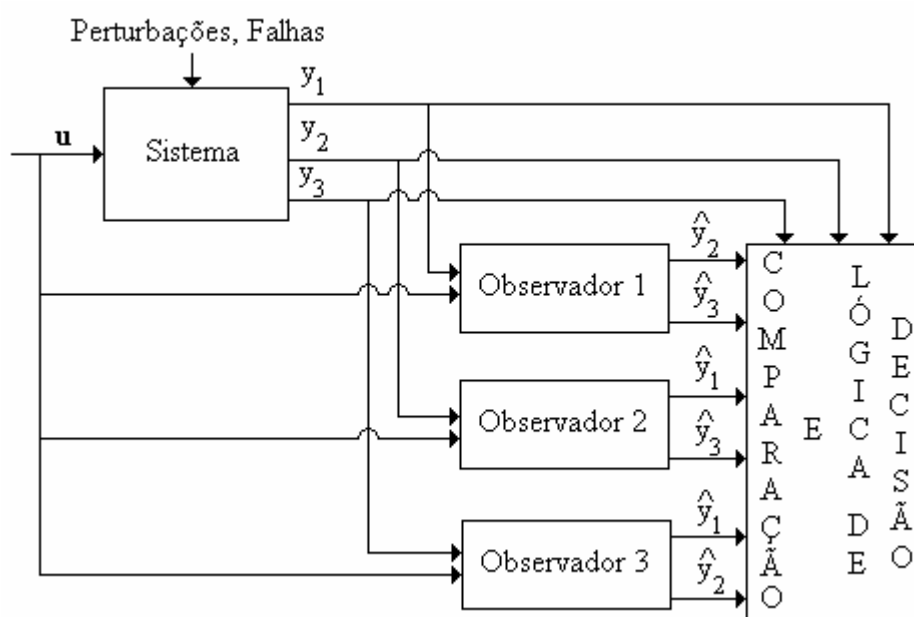 Perturbações, Falhas
u
Sistema
y1
y2
y3
Observador 1
ŷ2
ŷ3
Observador 2
ŷ1
ŷ3
Observador 3
ŷ1
ŷ2
COMPARAÇÃO
E
LÓGICA DE
DECISÃO